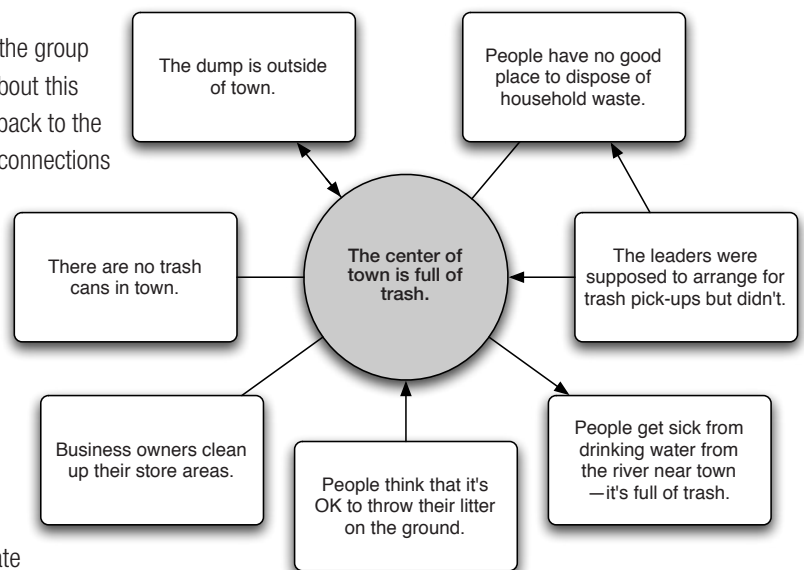 the group
bout this
back to the
connections
The dump is outside
of town.
People have no good
place to dispose of
household waste.
There are no trash
cans in town.
The center of
town is full of
trash.
The leaders were
supposed to arrange for
trash pick-ups but didn't.
Business owners clean
up their store areas.
People think that it's
OK to throw their litter
on the ground.
People get sick from
drinking water from
the river near town
—it's full of trash.
ate